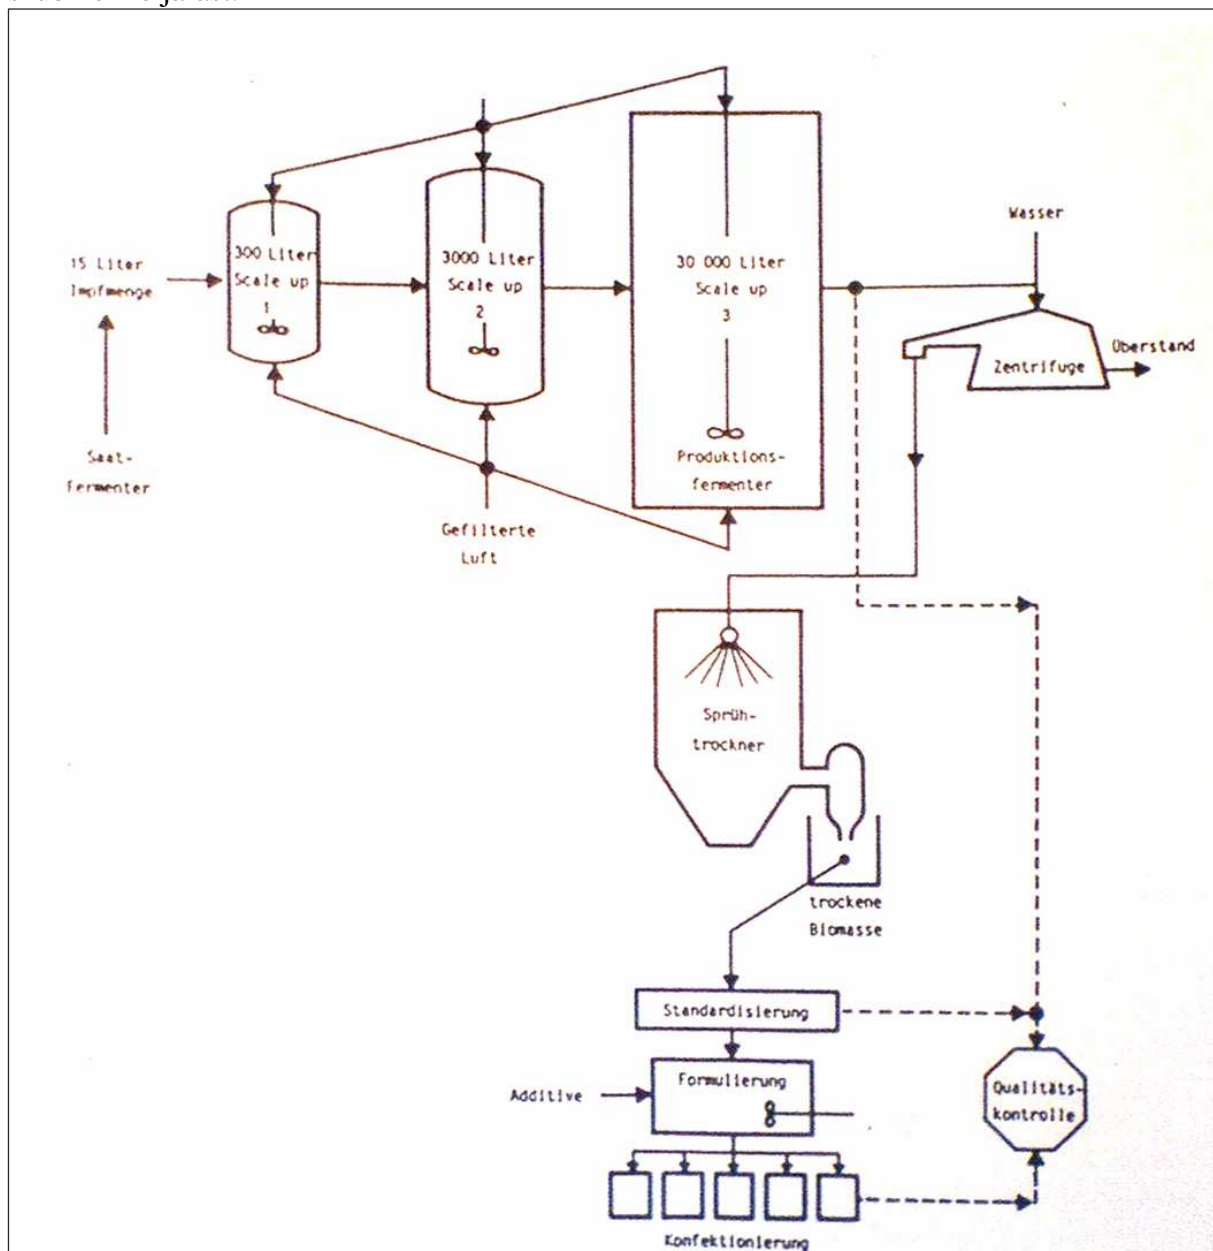 15 Liter
Impfmenge
Saat-
Fermenter
300 Liter
Scale up
1
3000 Liter
Scale up
2
30 000 Liter
Scale up
3
Produktions-
fermenter
Gefilterte
Luft
Wasser
Zentrifuge
Überstand
Sprüh-
trockner
trockene
Biomasse
Standardisierung
Additive
Formulierung
Qualitäts-
kontrolle
Konfektionierung